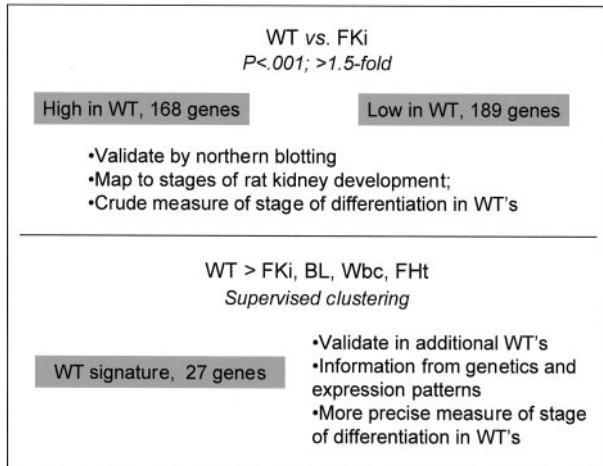 WT vs. FKi
P<.001; >1.5-fold
High in WT, 168 genes
Low in WT, 189 genes
•Validate by northern blotting
•Map to stages of rat kidney development;
•Crude measure of stage of differentiation in WT's
WT > FKi, BL, Wbc, FHt
Supervised clustering
WT signature, 27 genes
•Validate in additional WT's
•Information from genetics and
expression patterns
•More precise measure of stage
of differentiation in WT's